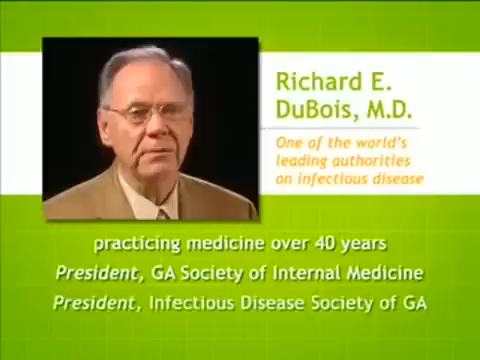 Richard E.
DuBois, M.D.
One of the world's
leading authorities
on infectious disease
practicing medicine over 40 years
President, GA Society of Internal Medicine
President, Infectious Disease Society of GA